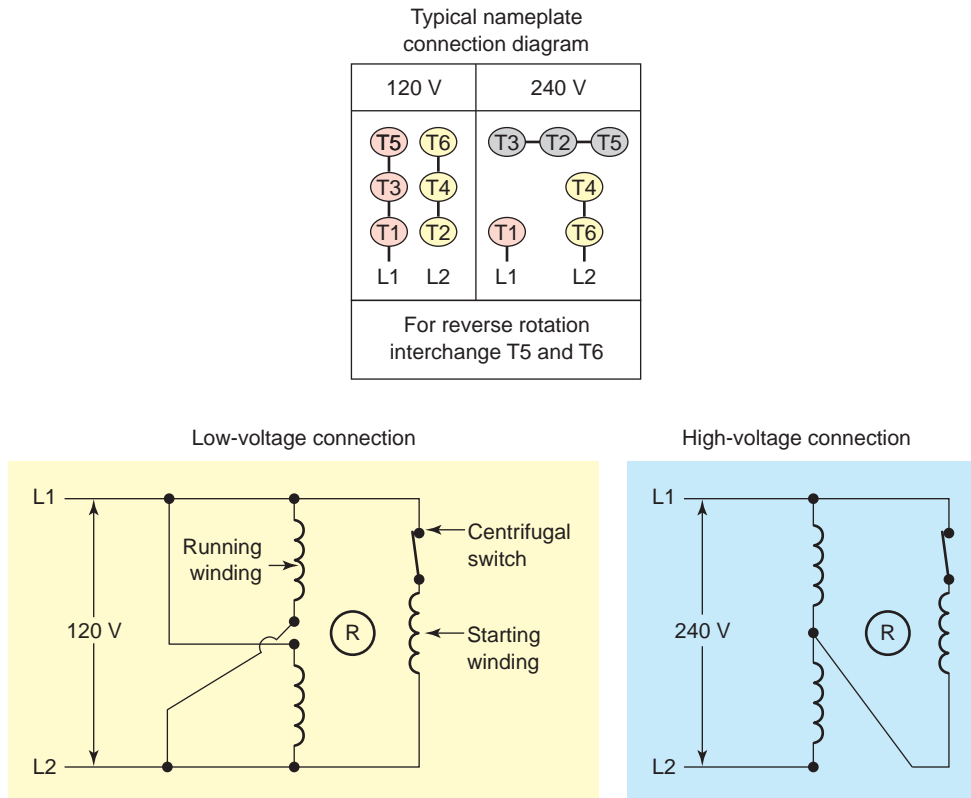 Typical nameplate
connection diagram
120 V 240 V
T5 T6 T3 T2 T5
T3 T4 T4
T1 T2 T1 T6
L1 L2 L1 L2
For reverse rotation
interchange T5 and T6
Low-voltage connection
L1
Running
winding
Centrifugal
switch
120 V
R
Starting
winding
L2
High-voltage connection
L1
240 V
R
L2